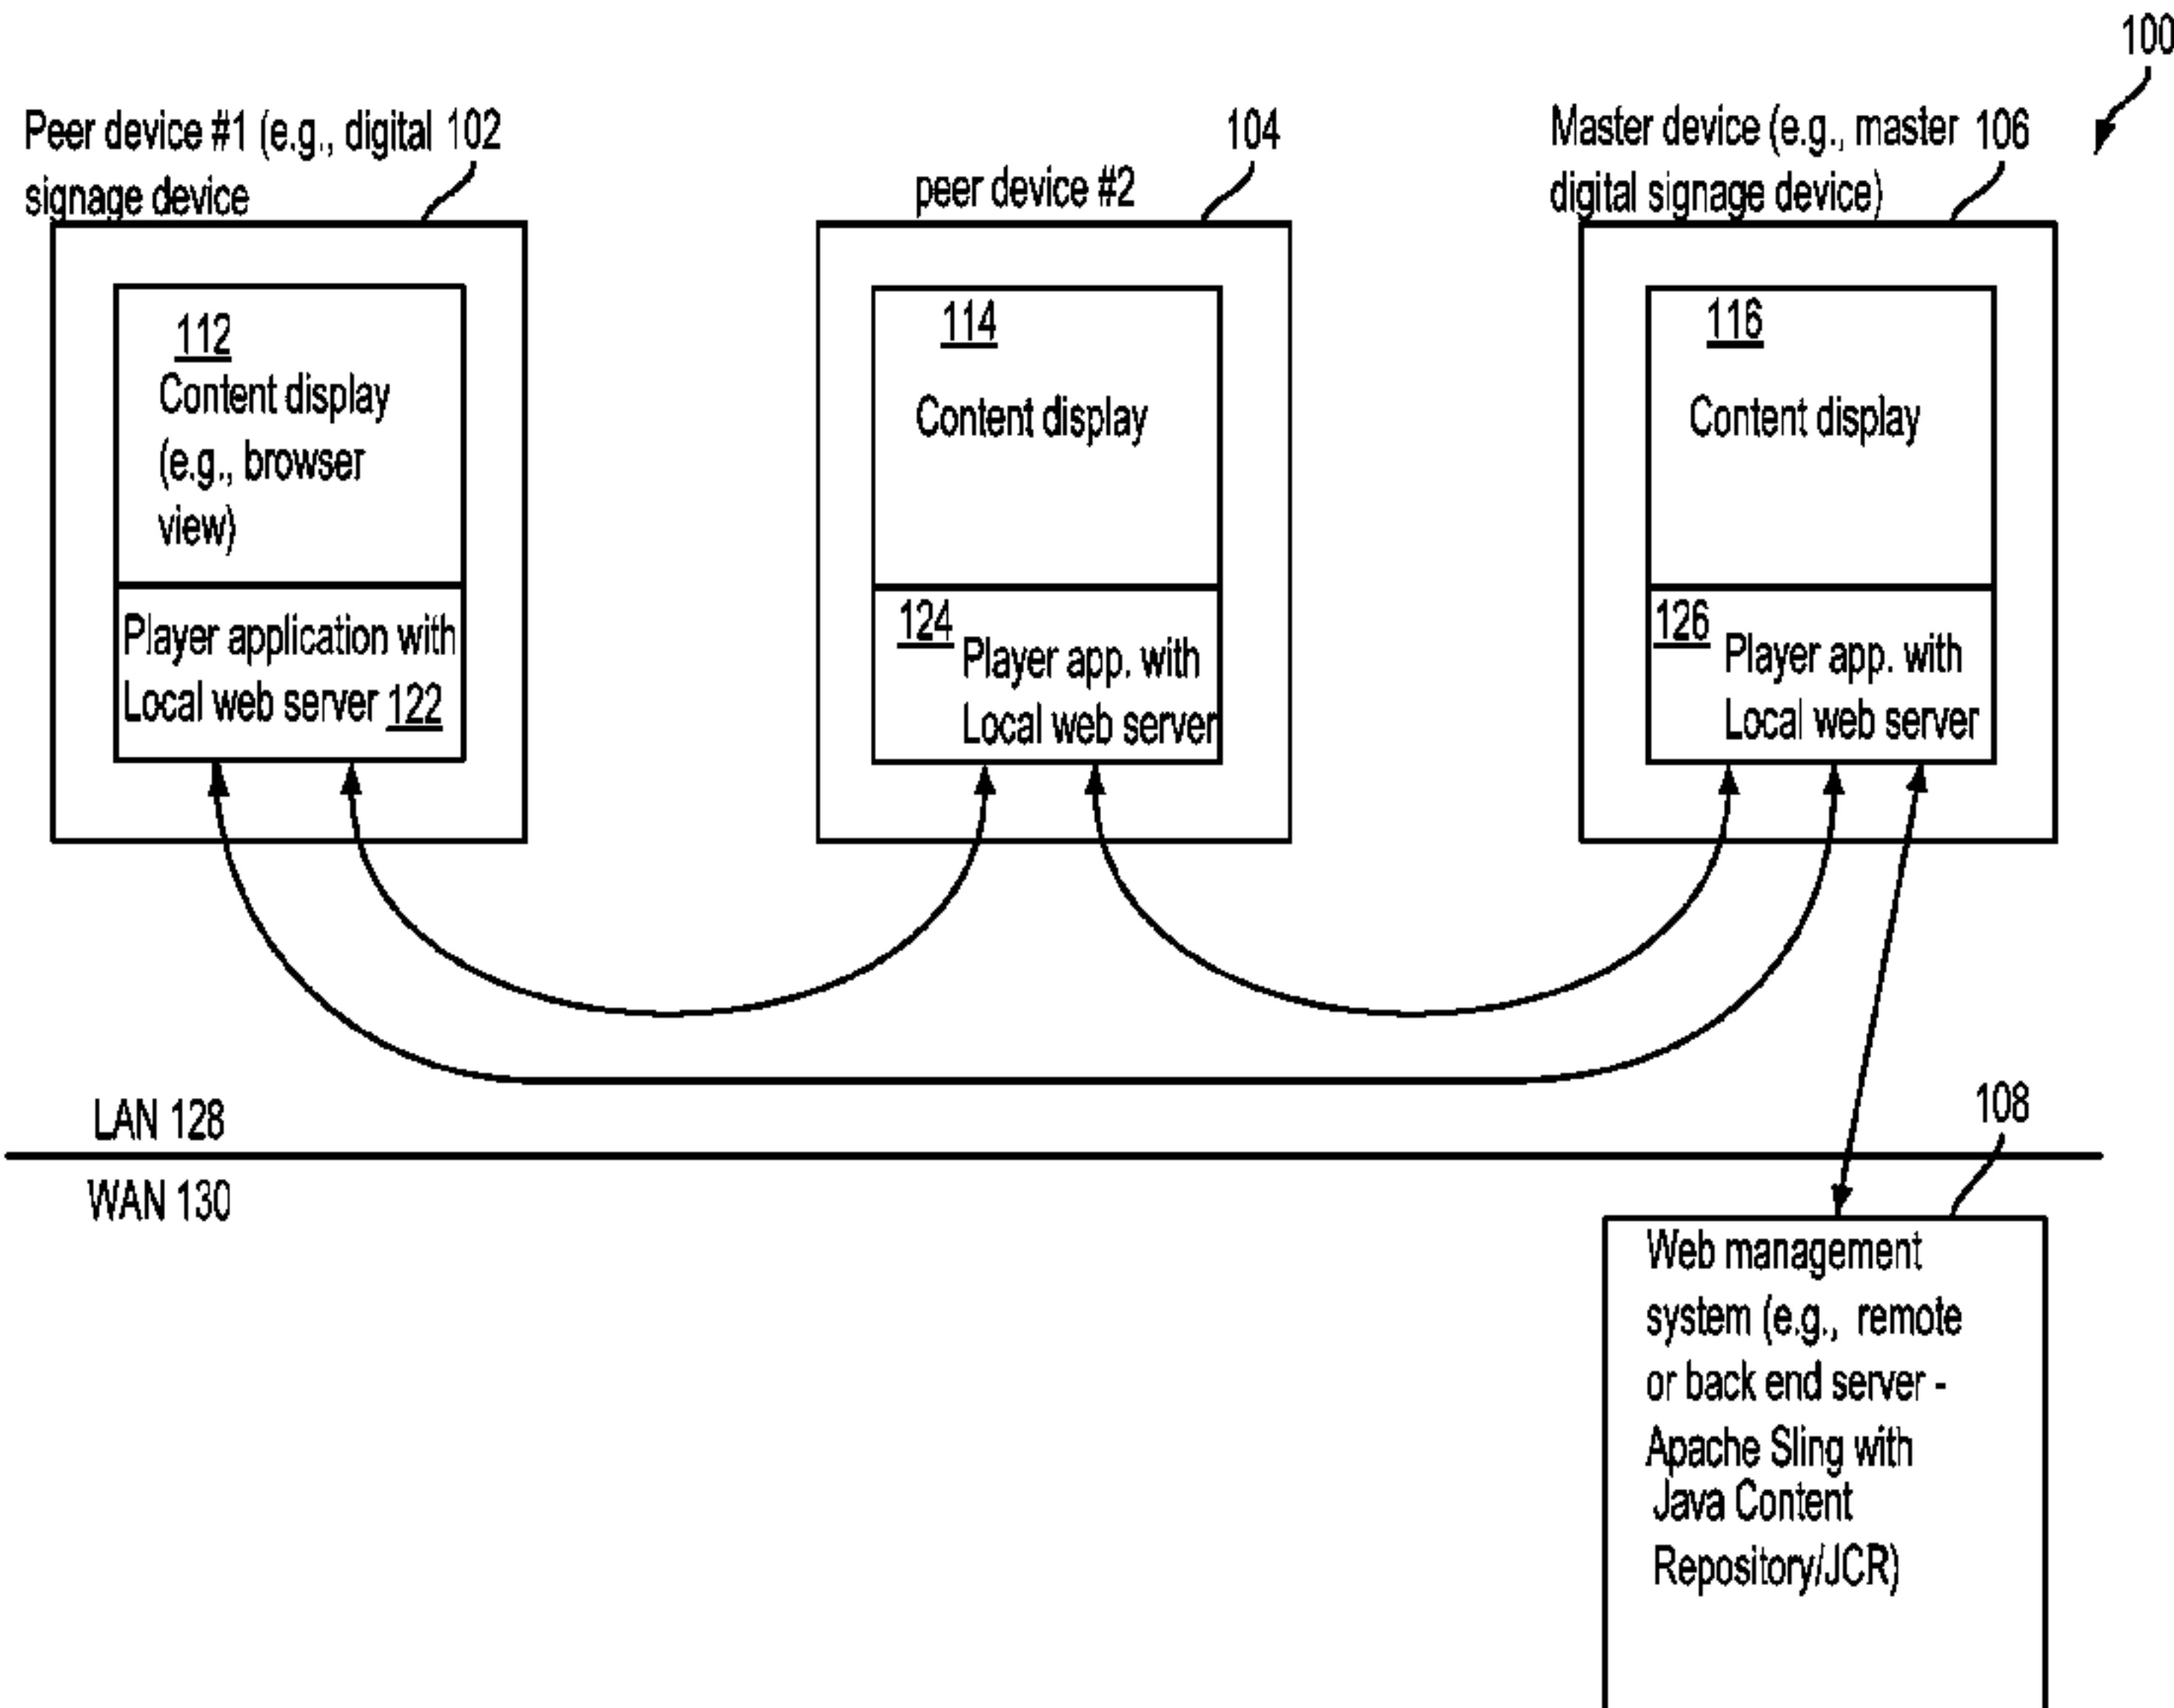 100
Peer device #1 (e.g., digital 102
signage device
104
peer device #2
Master device (e.g., master 106
digital signage device)
112
Content display
(e.g., browser
view)
Player application with
Local web server 122
114
Content display
124
Player app. with
Local web server
116
Content display
126
Player app. with
Local web server
LAN 128
WAN 130
108
Web management
system (e.g., remote
or back end server -
Apache Sling with
Java Content
Repository/JCR)